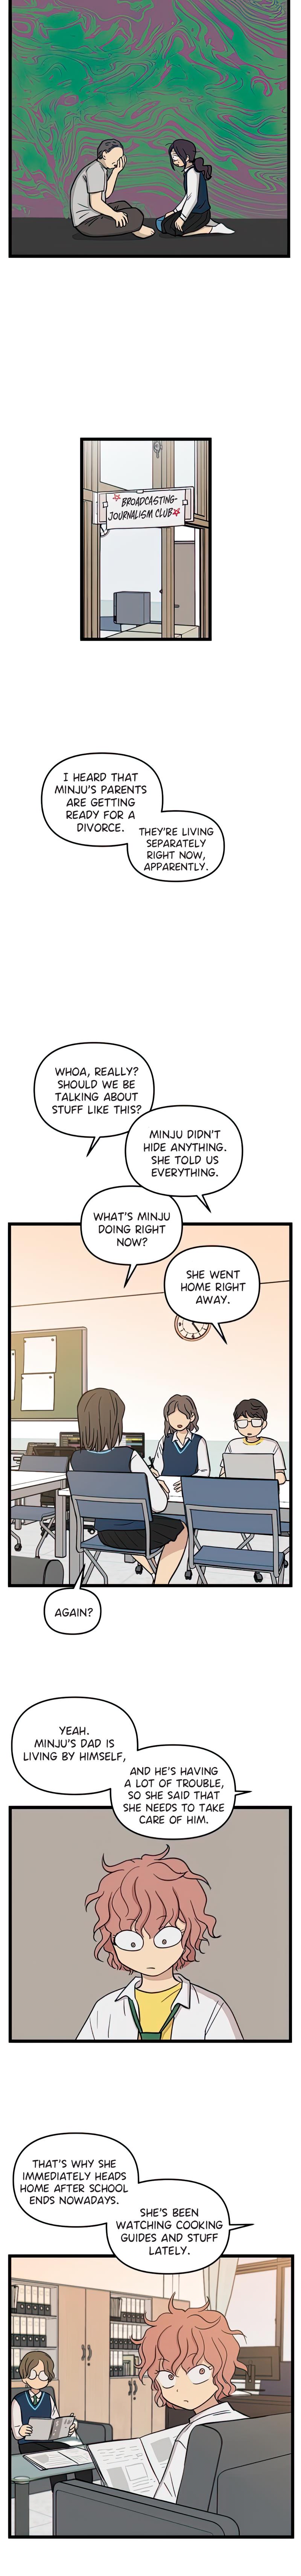 BROADCASTING-
JOURNALISM CLUB
I HEARD THAT
MINJU'S PARENTS
ARE GETTING
READY FOR A
DIVORCE.
THEY'RE LIVING
SEPARATELY
RIGHT NOW,
APPARENTLY.
WHOA, REALLY?
SHOULD WE BE
TALKING ABOUT
STUFF LIKE THIS?
MINJU DIDN'T
HIDE ANYTHING.
SHE TOLD US
EVERYTHING.
WHAT'S MINJU
DOING RIGHT
NOW?
SHE WENT
HOME RIGHT
AWAY.
AGAIN?
YEAH.
MINJU'S DAD IS
LIVING BY HIMSELF,
AND HE'S HAVING
A LOT OF TROUBLE,
SO SHE SAID THAT
SHE NEEDS TO TAKE
CARE OF HIM.
THAT'S WHY SHE
IMMEDIATELY HEADS
HOME AFTER SCHOOL
ENDS NOWADAYS.
SHE'S BEEN
WATCHING COOKING
GUIDES AND STUFF
LATELY.